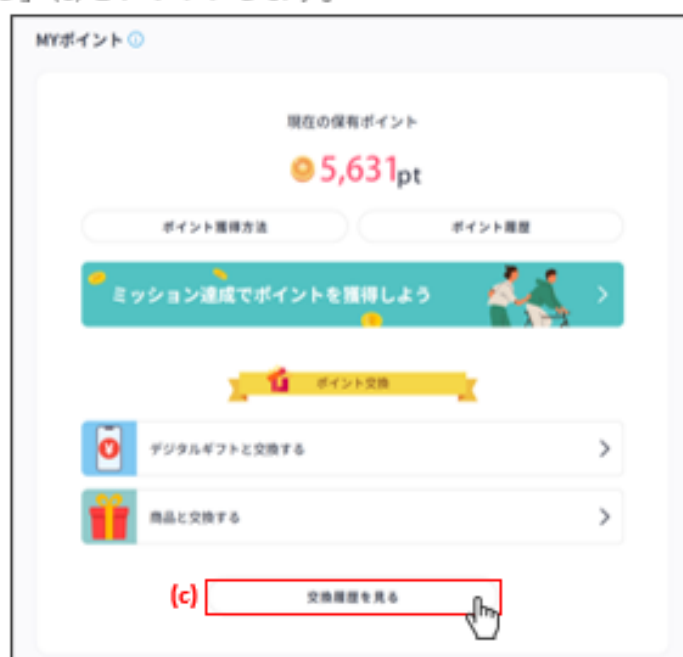 MYポイント
現在の保有ポイント
5,631pt
ポイント獲得方法
ポイント履歴
ミッション達成でポイントを獲得しよう
ポイント交換
デジタルギフトと交換する
商品と交換する
(c)
交換履歴を見る